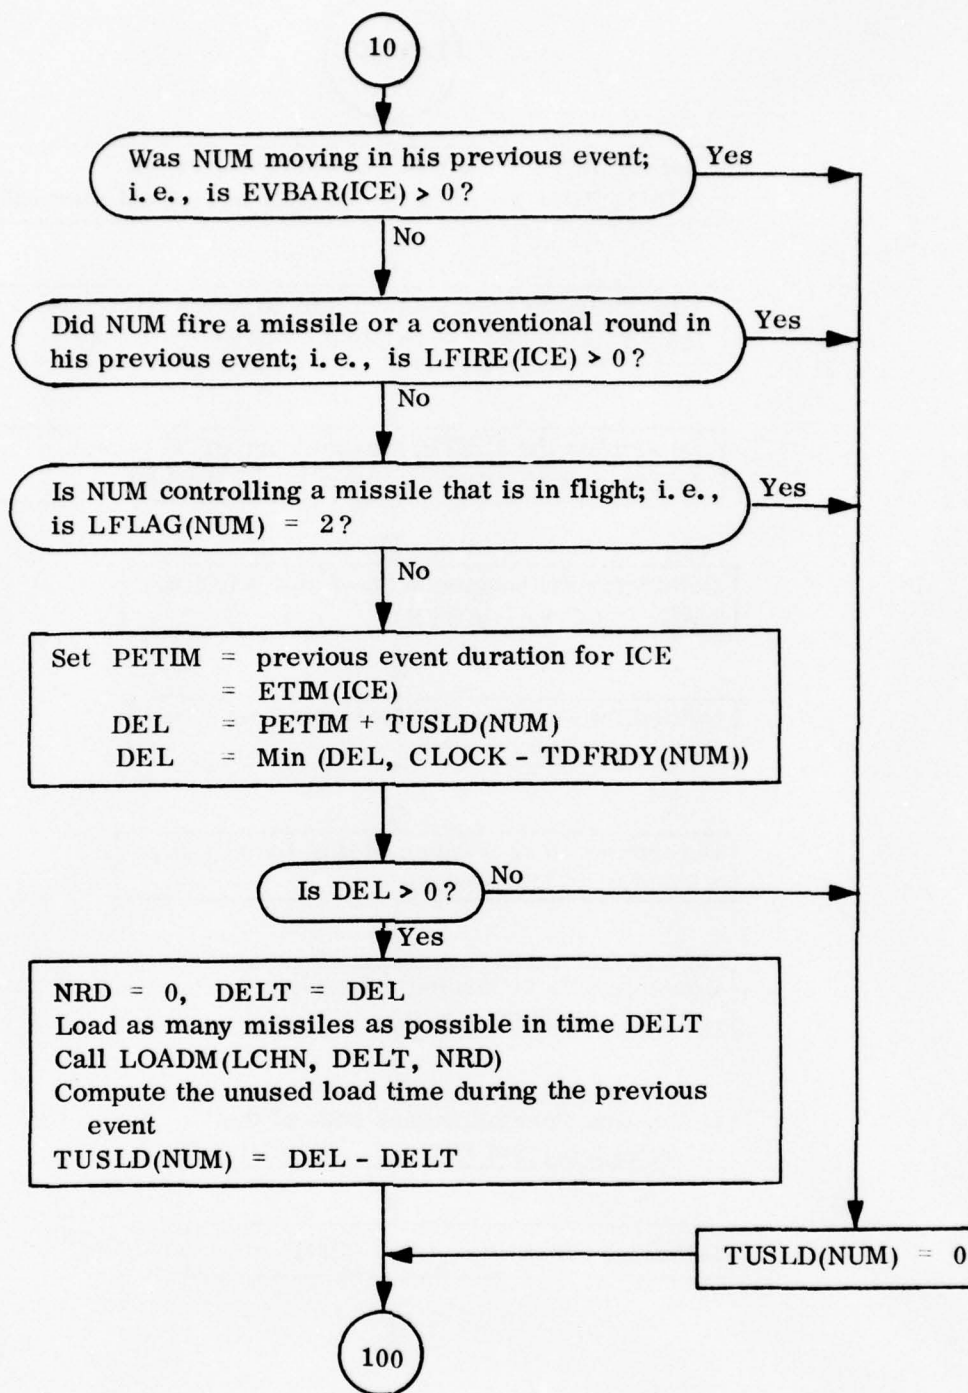 10
Was NUM moving in his previous event;
i. e., is EVBAR(ICE) > 0?
Yes
No
Did NUM fire a missile or a conventional round in
his previous event; i. e., is LFIRE(ICE) > 0?
Yes
No
Is NUM controlling a missile that is in flight; i. e.,
is LFLAG(NUM) = 2?
Yes
No
Set PETIM = previous event duration for ICE
= ETIM(ICE)
DEL = PETIM + TUSLD(NUM)
DEL = Min (DEL, CLOCK - TDFRDY(NUM))
Is DEL > 0?
No
Yes
NRD = 0, DELT = DEL
Load as many missiles as possible in time DELT
Call LOADM(LCHN, DELT, NRD)
Compute the unused load time during the previous
event
TUSLD(NUM) = DEL - DELT
TUSLD(NUM) = 0
100